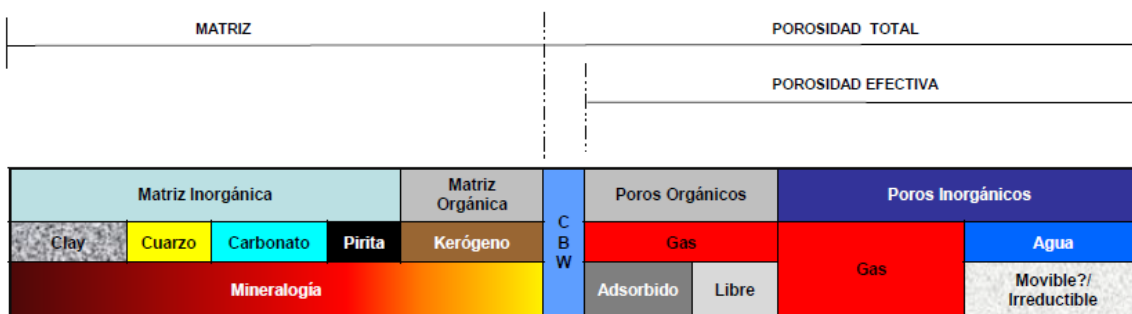 MATRIZ
POROSIDAD TOTAL
POROSIDAD EFECTIVA
Matriz Inorgánica
Matriz
Orgánica
C
B
W
Poros Orgánicos
Poros Inorgánicos
Clay
Cuarzo
Carbonato
Pirita
Kerógeno
Gas
Gas
Agua
Mineralogía
Adsorbido
Libre
Movible?/
Irreductible